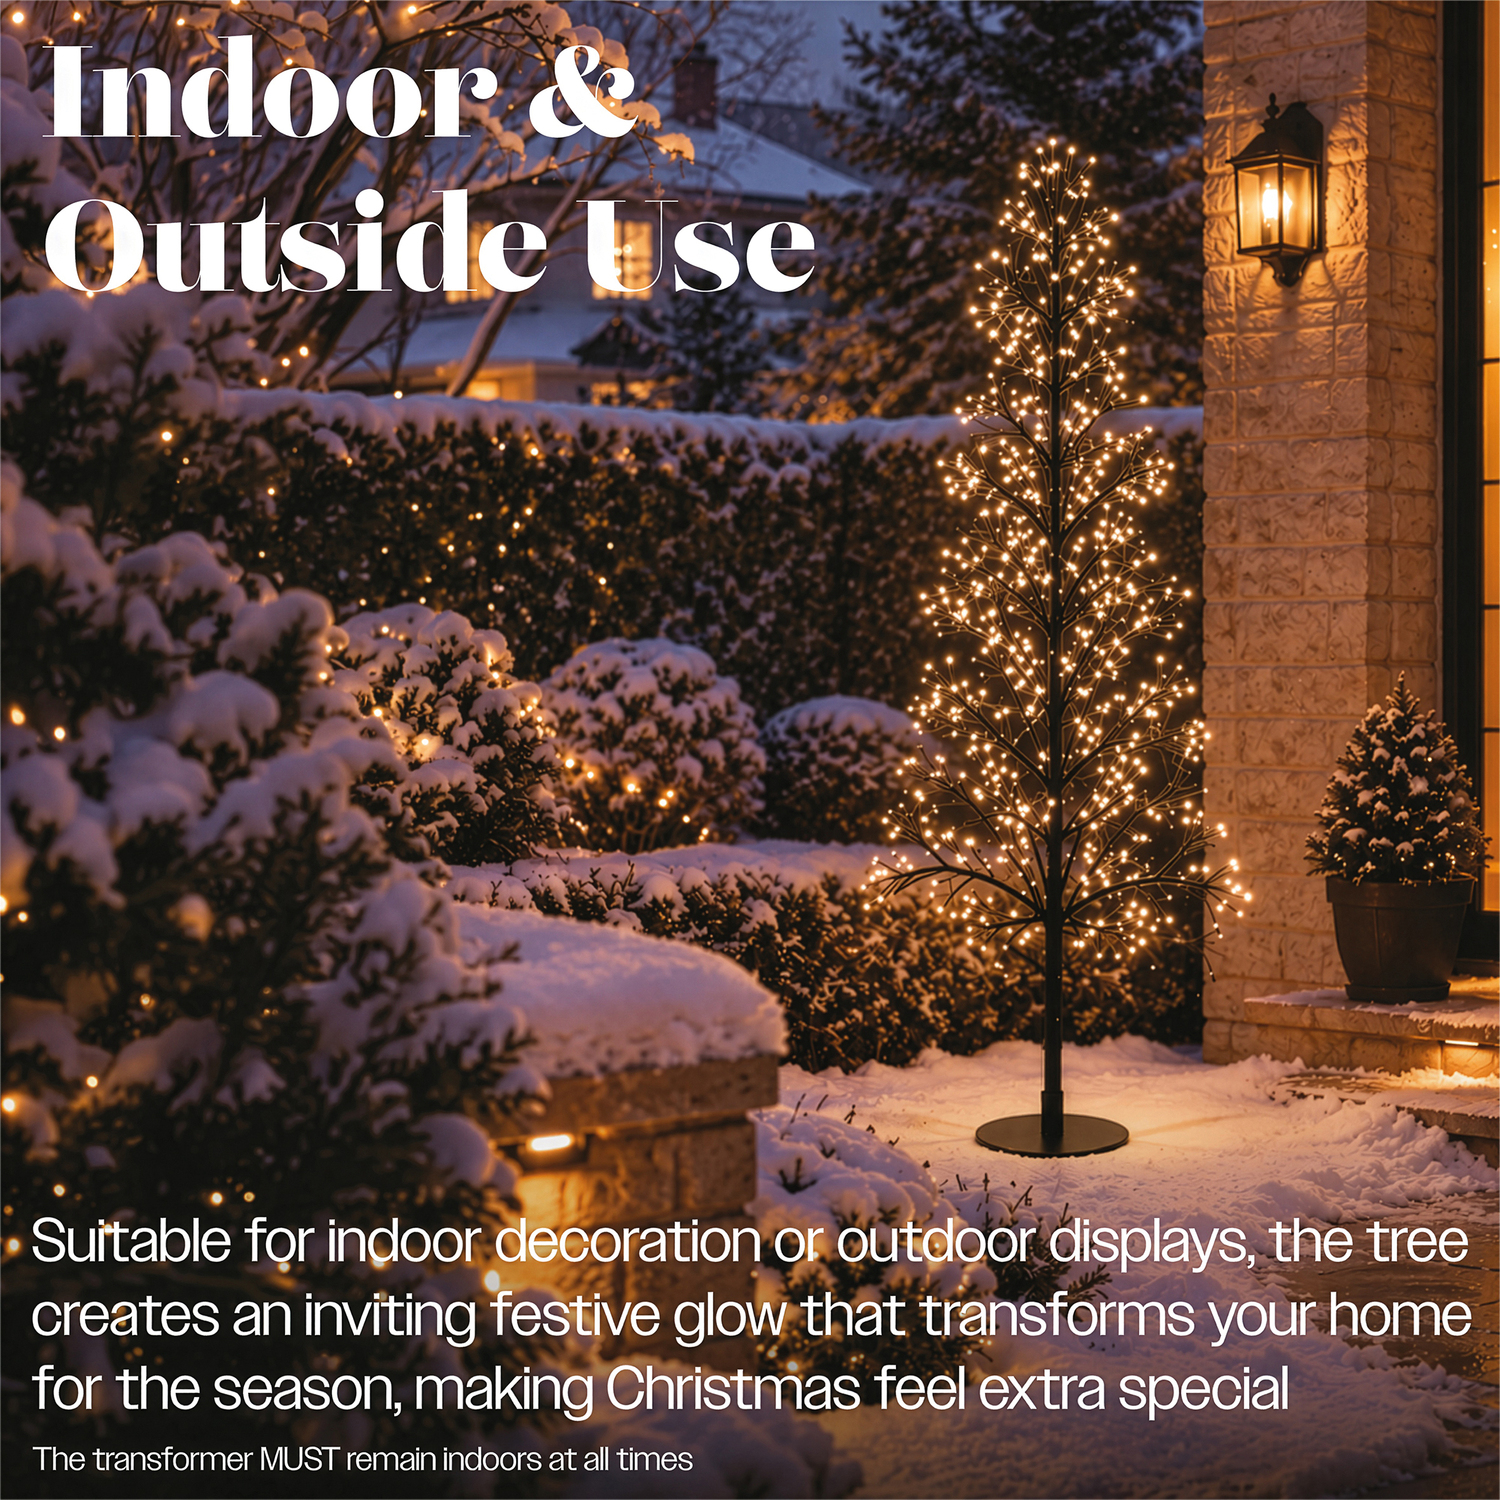 Indoor &
Outside Use
Suitable for indoor decoration or outdoor displays, the tree
creates an inviting festive glow that transforms your home
for the season, making Christmas feel extra special
The transformer MUST remain indoors at all times